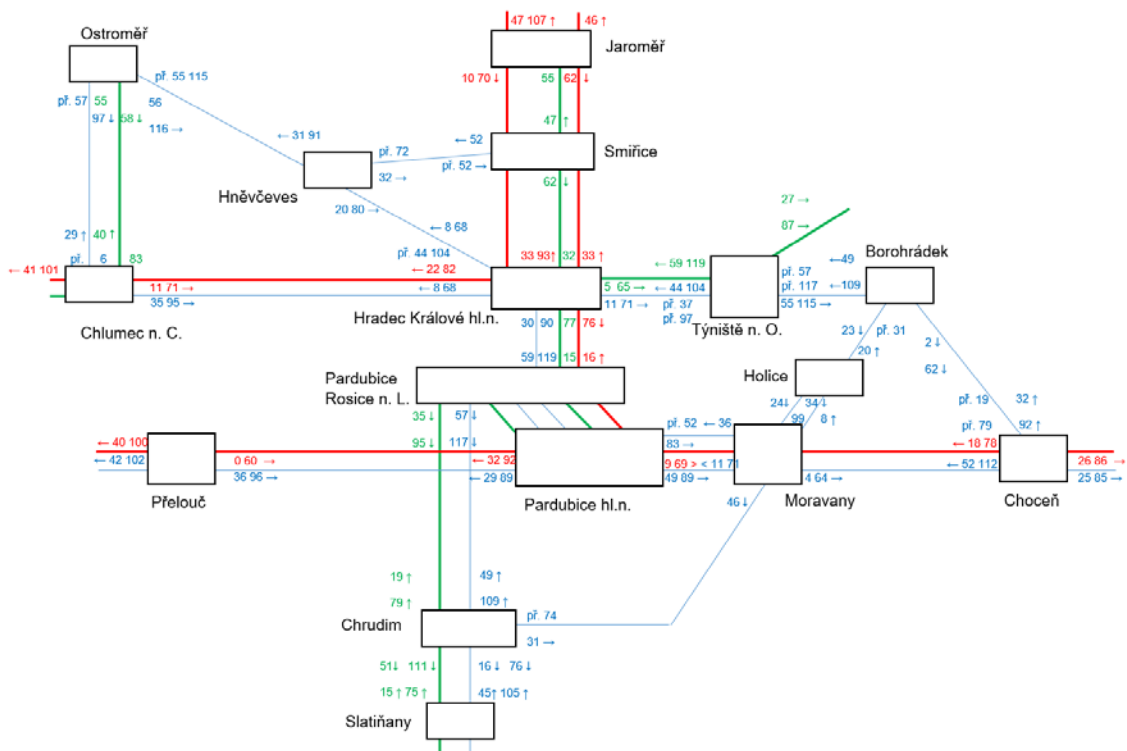 47 107 ↑ 46 ↑
Ostroměř
Jaroměř
př. 55 115
10 70 ↓ 55 62 ↓
př. 57 55 56
97 ↓ 58 ↓
116 →
47 ↑
← 31 91
← 52
př. 72
př. 52 →
Smiřice
32 →
62 ↓
Hněvčeves
20 80 →
27 →
87 →
← 8 68
29 ↑ 40 ↑
př. 44 104
př. 6 83
33 93 ↑ 32 33 ↑
← 59 119
př. 57
← 49
Borohrádek
← 41 101
← 22 82
11 71 →
← 8 68
35 95 →
5 65 →
← 44 104
11 71 →
př. 37
př. 97
př. 117
← 109
55 115 →
Chlumec n. C.
Hradec Králové hl.n.
Týniště n. O.
30 90 77 76 ↓
23 ↓ př. 31
20 ↑
2 ↓
62 ↓
59 119 15 16 ↑
Pardubice
Rosice n. L.
Holice
35 ↓ 57 ↓
24 ↓ 34 ↓
99 8 ↑
př. 19 32 ↑
př. 52 ← 36
př. 79 92 ↑
95 ↓ 117 ↓
83 →
← 40 100
← 42 102
0 60 →
36 96 →
← 32 92
← 29 89
9 69 > < 11 71
49 89 →
4 64 →
← 18 78
← 52 112
26 86 →
25 85 →
Přelouč
Pardubice hl.n.
46 ↓
Moravany
Choceň
19 ↑ 49 ↑
79 ↑ 109 ↑
Chrudim
př. 74
31 →
51 ↓ 111 ↓ 16 ↓ 76 ↓
15 ↑ 75 ↑ 45 ↑ 105 ↑
Slatiňany